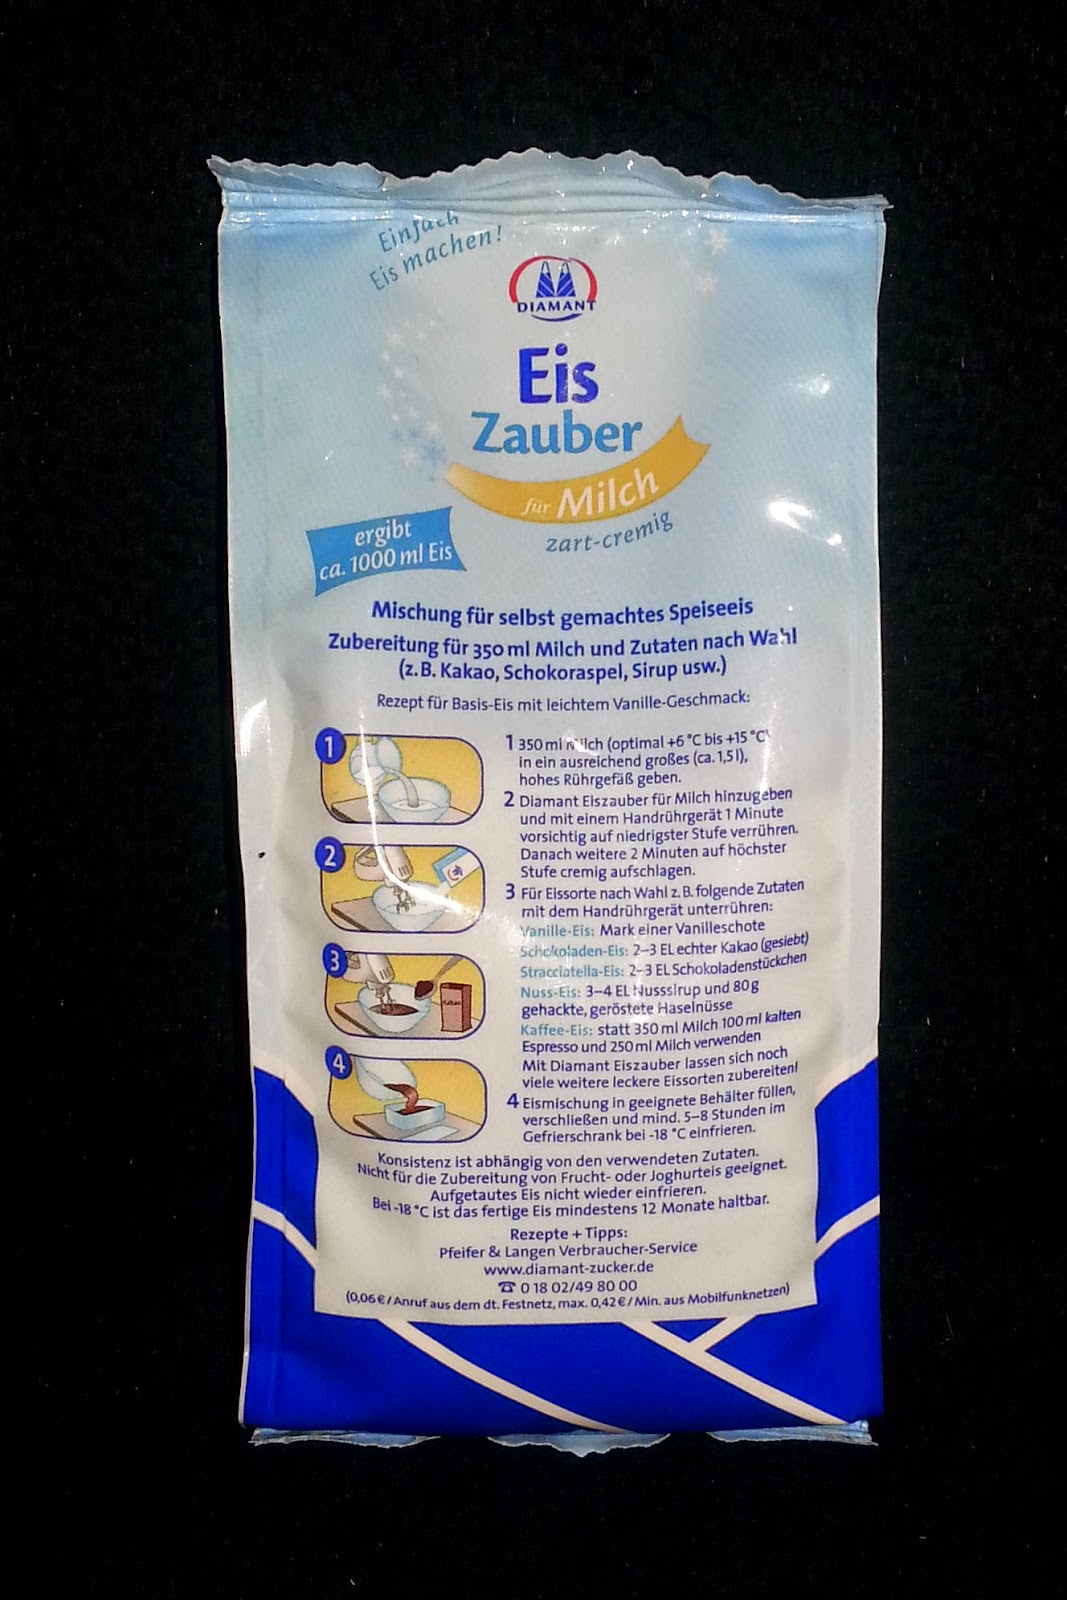 Einfach
Eis machen!
DIAMANT
Eis
Zauber
für Milch
zart-cremig
ergibt
ca. 1000 ml Eis
Mischung für selbst gemachtes Speiseeis
Zubereitung für 350 ml Milch und Zutaten nach Wahl
(z.B. Kakao, Schokoraspel, Sirup usw.)
Rezept für Basis-Eis mit leichtem Vanille-Geschmack:
1
1 350 ml Milch (optimal +6 °C bis +15 °C)
in ein ausreichend großes (ca. 1,5 l),
hohes Rührgefäß geben.
2
2 Diamant Eiszauber für Milch hinzugeben
und mit einem Handrührgerät 1 Minute
vorsichtig auf niedrigster Stufe verrühren.
Danach weitere 2 Minuten auf höchster
Stufe cremig aufschlagen.
3
Kakao
3 Für Eissorte nach Wahl z. B. folgende Zutaten
mit dem Handrührgerät unterrühren:
Vanille-Eis: Mark einer Vanilleschote
Schokoladen-Eis: 2–3 EL echter Kakao (gesiebt)
Stracciatella-Eis: 2–3 EL Schokoladenstückchen
Nuss-Eis: 3–4 EL Nusssirup und 80 g
gehackte, geröstete Haselnüsse
Kaffee-Eis: statt 350 ml Milch 100 ml kalten
Espresso und 250 ml Milch verwenden
Mit Diamant Eiszauber lassen sich noch
viele weitere leckere Eissorten zubereiten!
4
4 Eismischung in geeignete Behälter füllen,
verschließen und mind. 5–8 Stunden im
Gefrierschrank bei -18 °C einfrieren.
Konsistenz ist abhängig von den verwendeten Zutaten.
Nicht für die Zubereitung von Frucht- oder Joghurteis geeignet.
Aufgetautes Eis nicht wieder einfrieren.
Bei -18 °C ist das fertige Eis mindestens 12 Monate haltbar.
Rezepte + Tipps:
Pfeifer & Langen Verbraucher-Service
www.diamant-zucker.de
☎ 0 18 02/49 80 00
(0,06 € / Anruf aus dem dt. Festnetz, max. 0,42 € / Min. aus Mobilfunknetzen)